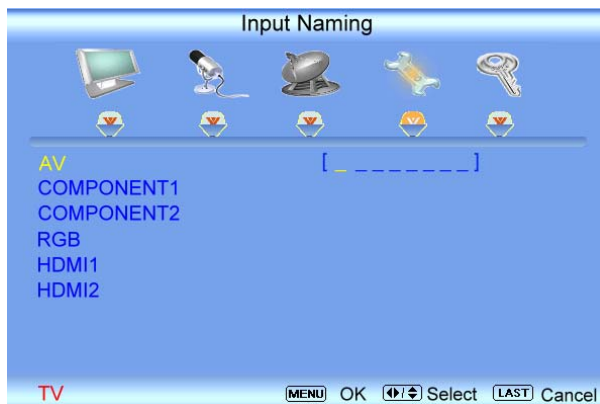 Input Naming
AV [ _ _ _ _ _ _ _ _ ]
COMPONENT1
COMPONENT2
RGB
HDMI1
HDMI2
TV MENU OK Select LAST Cancel